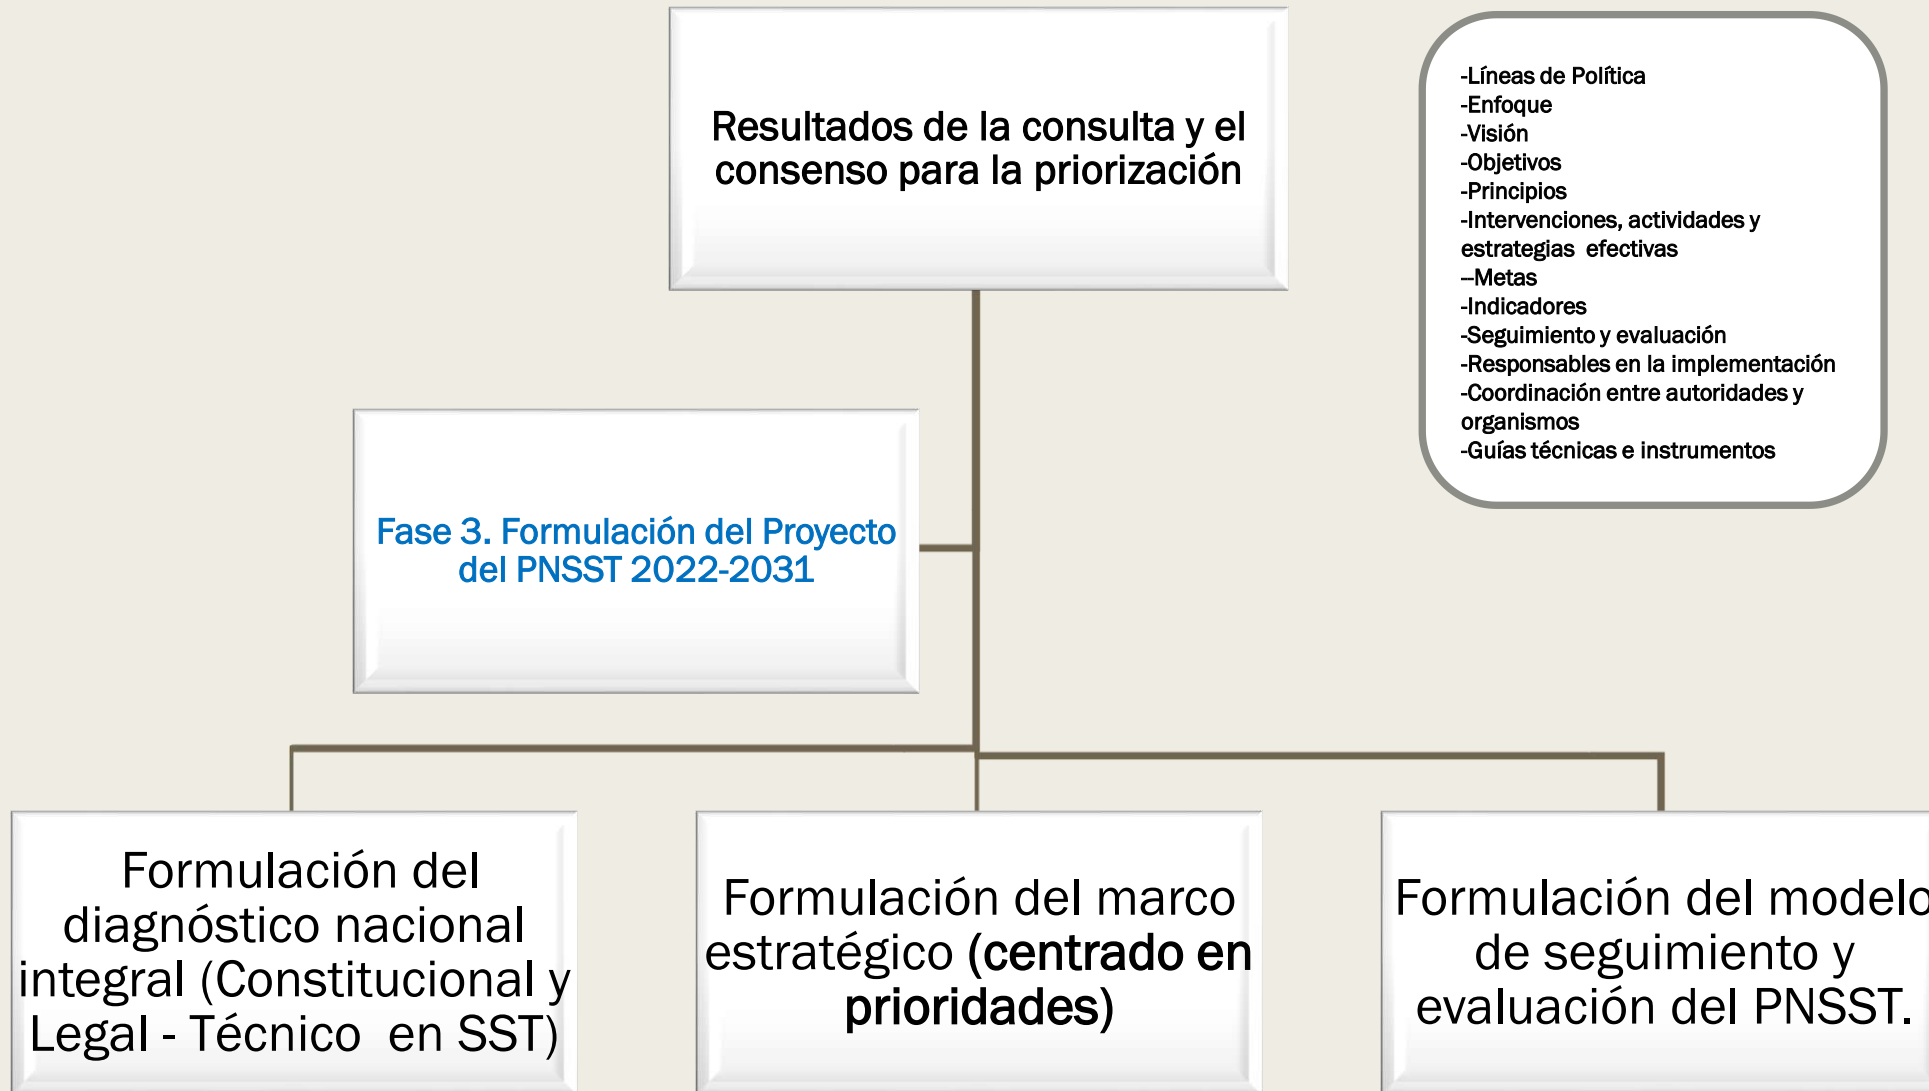 Resultados de la consulta y el
consenso para la priorización
-Líneas de Política
-Enfoque
-Visión
-Objetivos
-Principios
-Intervenciones, actividades y
estrategias efectivas
--Metas
-Indicadores
-Seguimiento y evaluación
-Responsables en la implementación
-Coordinación entre autoridades y
organismos
-Guías técnicas e instrumentos
Fase 3. Formulación del Proyecto
del PNSST 2022-2031
Formulación del
diagnóstico nacional
integral (Constitucional y
Legal - Técnico en SST)
Formulación del marco
estratégico (centrado en
prioridades)
Formulación del modelo
de seguimiento y
evaluación del PNSST.